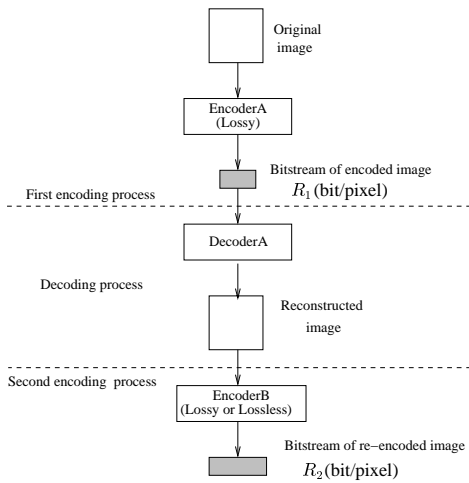 Original
image
EncoderA
(Lossy)
Bitstream of encoded image
R₁(bit/pixel)
First encoding process
DecoderA
Decoding process
Reconstructed
image
Second encoding process
EncoderB
(Lossy or Lossless)
Bitstream of re−encoded image
R₂(bit/pixel)